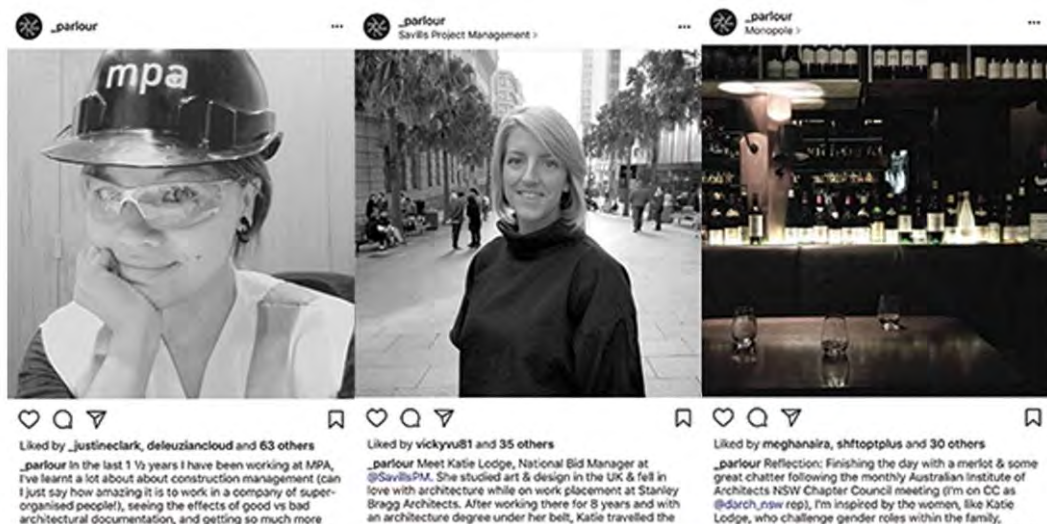 _parlour
mpa
Liked by _justineclark, deleuziancloud and 63 others
_parlour In the last 1 ½ years I have been working at MPA,
I've learnt a lot about about construction management (can
I just say how amazing it is to work in a company of super-
organised people!), seeing the effects of good vs bad
architectural documentation, and getting so much more
_parlour
Savills Project Management >
Liked by vickyvu81 and 35 others
_parlour Meet Katie Lodge, National Bid Manager at
@SavillsPM. She studied art & design in the UK & fell in
love with architecture while on work placement at Stanley
Bragg Architects. After working there for 8 years and with
an architecture degree under her belt, Katie travelled the
_parlour
Monopole >
Liked by meghanaira, shftoptplus and 30 others
_parlour Reflection: Finishing the day with a merlot & some
great chatter following the monthly Australian Institute of
Architects NSW Chapter Council meeting (I'm on CC as
@darch_nsw rep), I'm inspired by the women, like Katie
Lodge, who challenge gender roles within the family.